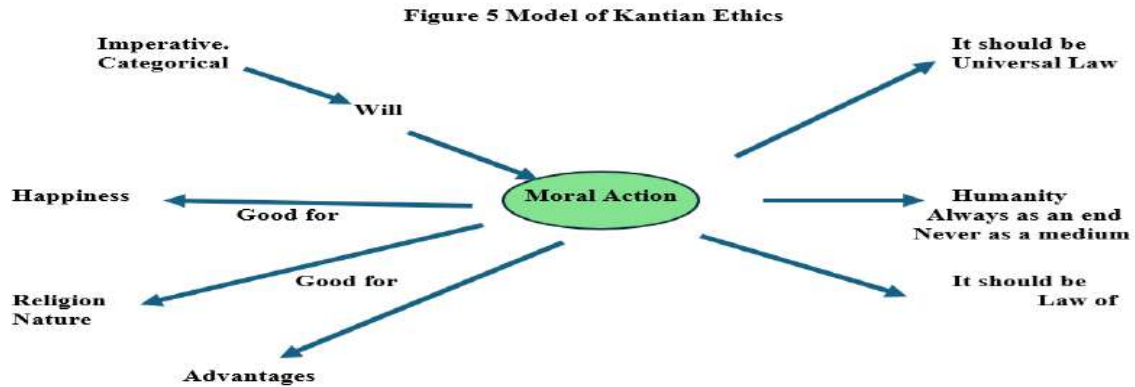 Figure 5 Model of Kantian Ethics
Imperative.
Categorical
Will
Moral Action
It should be
Universal Law
Happiness
Good for
Humanity
Always as an end
Never as a medium
Good for
Religion
Nature
It should be
Law of
Advantages